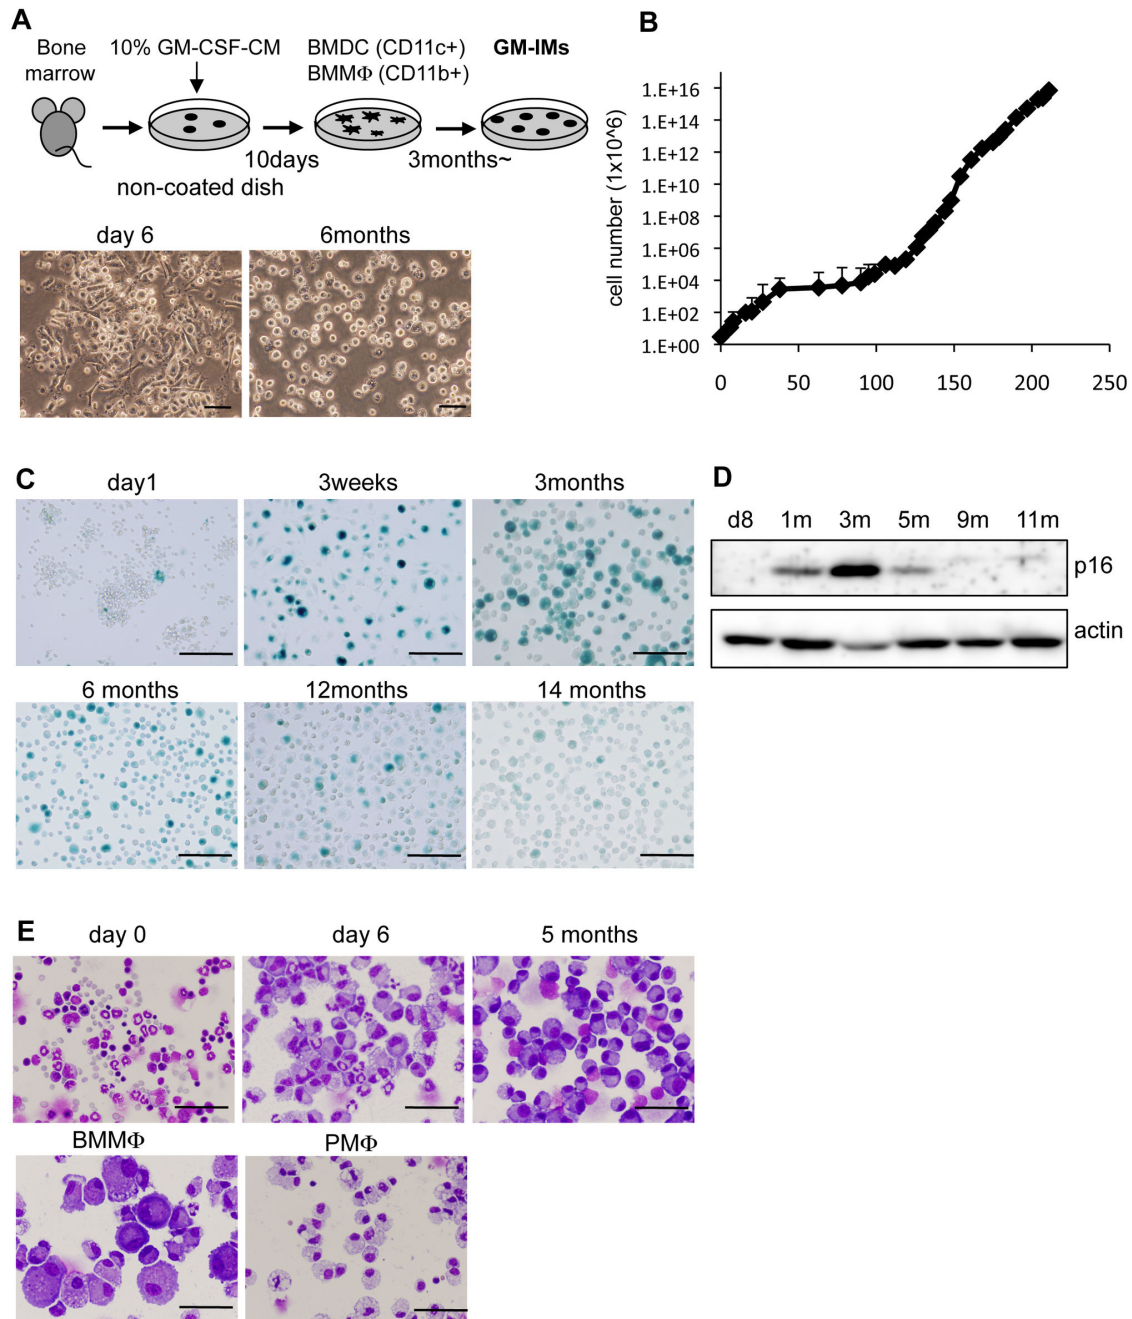 A
Bone
marrow
10% GM-CSF-CM
BMDC (CD11c+)
BMMΦ (CD11b+)
GM-IMs
10days
3months~
non-coated dish
day 6
6months
B
cell number (1x10^6)
1.E+16
1.E+14
1.E+12
1.E+10
1.E+08
1.E+06
1.E+04
1.E+02
1.E+00
0 50 100 150 200 250
C
day1 3weeks 3months
6 months 12months 14 months
D
d8 1m 3m 5m 9m 11m
p16
actin
E
day 0 day 6 5 months
BMMΦ PMΦ